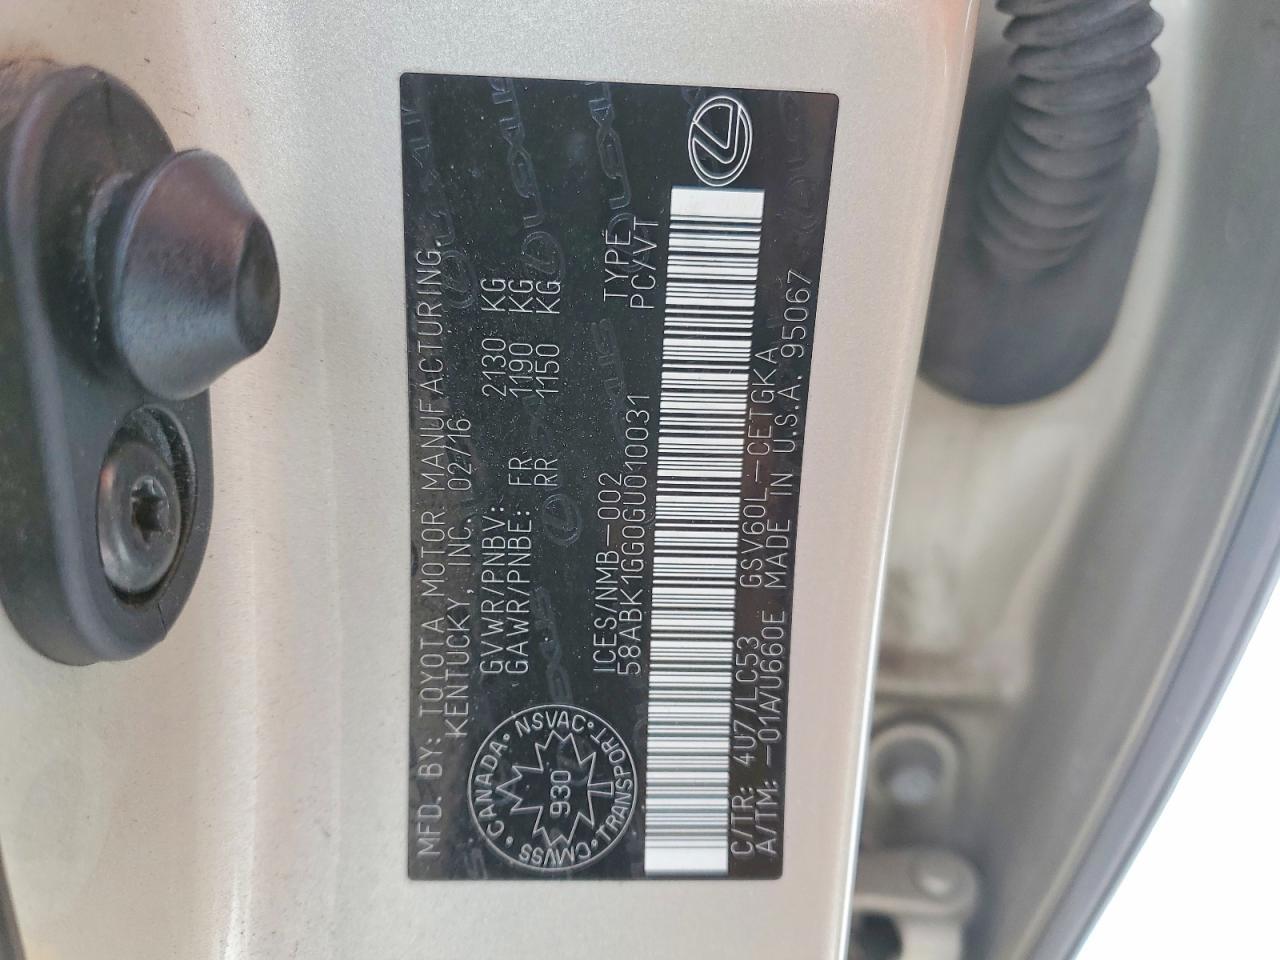 MFD. BY: TOYOTA MOTOR MANUFACTURING,
KENTUCKY, INC. 02/16
GVWR/PNBV: 2130 KG
GAWR/PNBE: FR 1190 KG
RR 1150 KG
ICES/NMB-002 TYPE
58ABK1GG0GU010031 PC/VT
C/TR: 4U7/LC53 GSV60L-CETGKA
A/TM: -01A/U660E MADE IN U.S.A. 95067
CANADA • NSVAC • TRANSPORT • CMVSS •
930